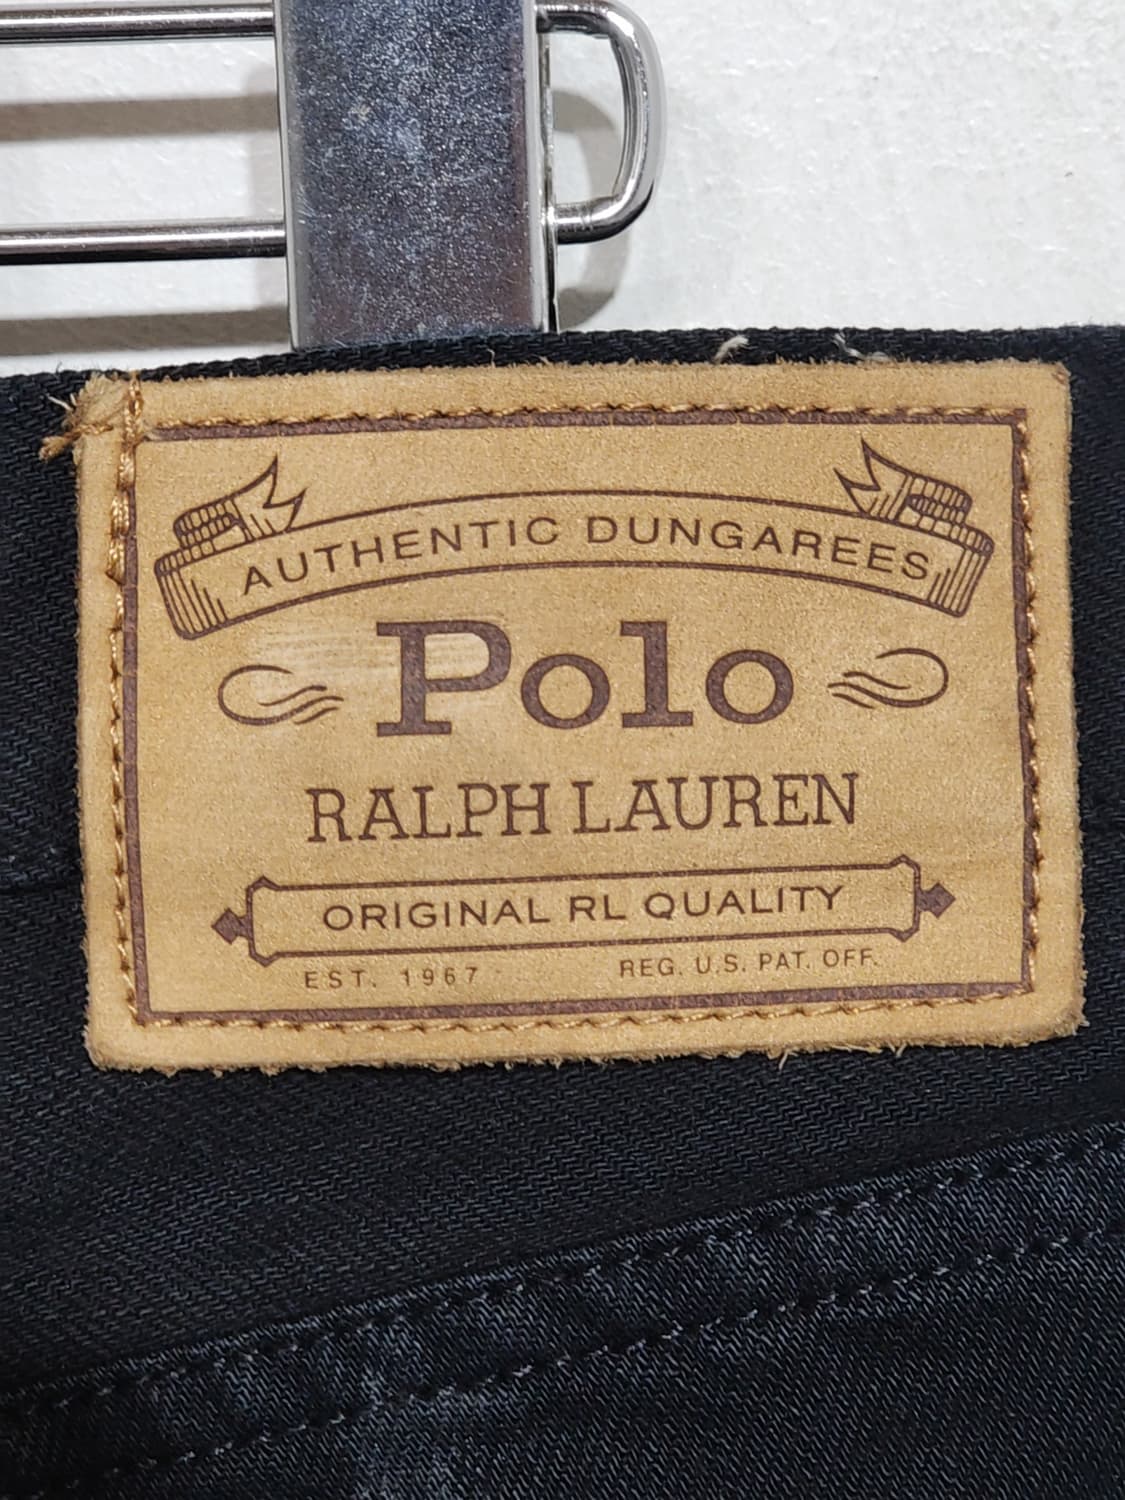 AUTHENTIC DUNGAREES
Polo
RALPH LAUREN
ORIGINAL RL QUALITY
EST. 1967 REG. U.S. PAT. OFF.